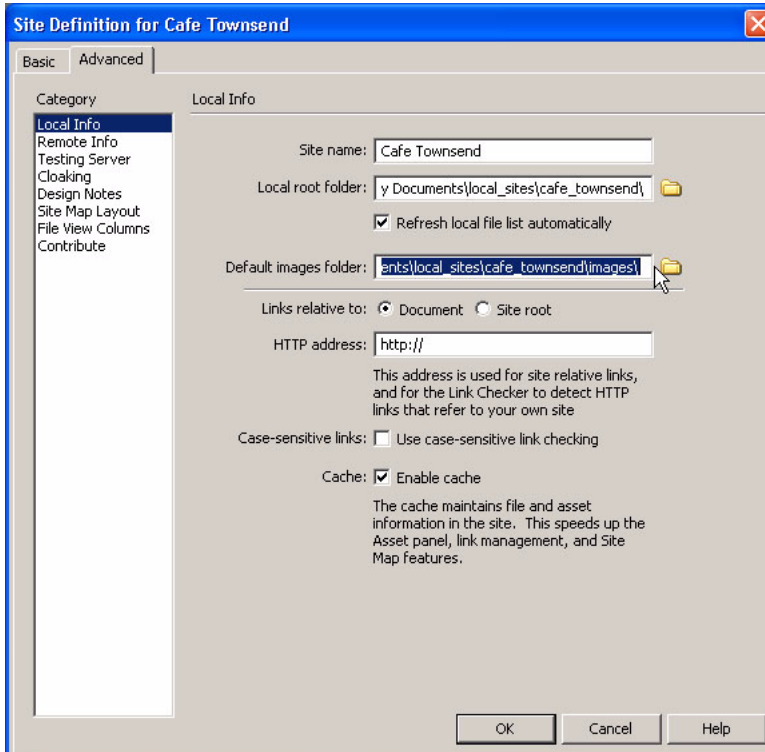 Site Definition for Cafe Townsend
Basic
Advanced
Category
Local Info
Remote Info
Testing Server
Cloaking
Design Notes
Site Map Layout
File View Columns
Contribute
Local Info
Site name: Cafe Townsend
Local root folder: y Documents\local_sites\cafe_townsend\
Refresh local file list automatically
Default images folder: ents\local_sites\cafe_townsend\images\
Links relative to: Document Site root
HTTP address: http://
This address is used for site relative links,
and for the Link Checker to detect HTTP
links that refer to your own site
Case-sensitive links: Use case-sensitive link checking
Cache: Enable cache
The cache maintains file and asset
information in the site. This speeds up the
Asset panel, link management, and Site
Map features.
OK
Cancel
Help